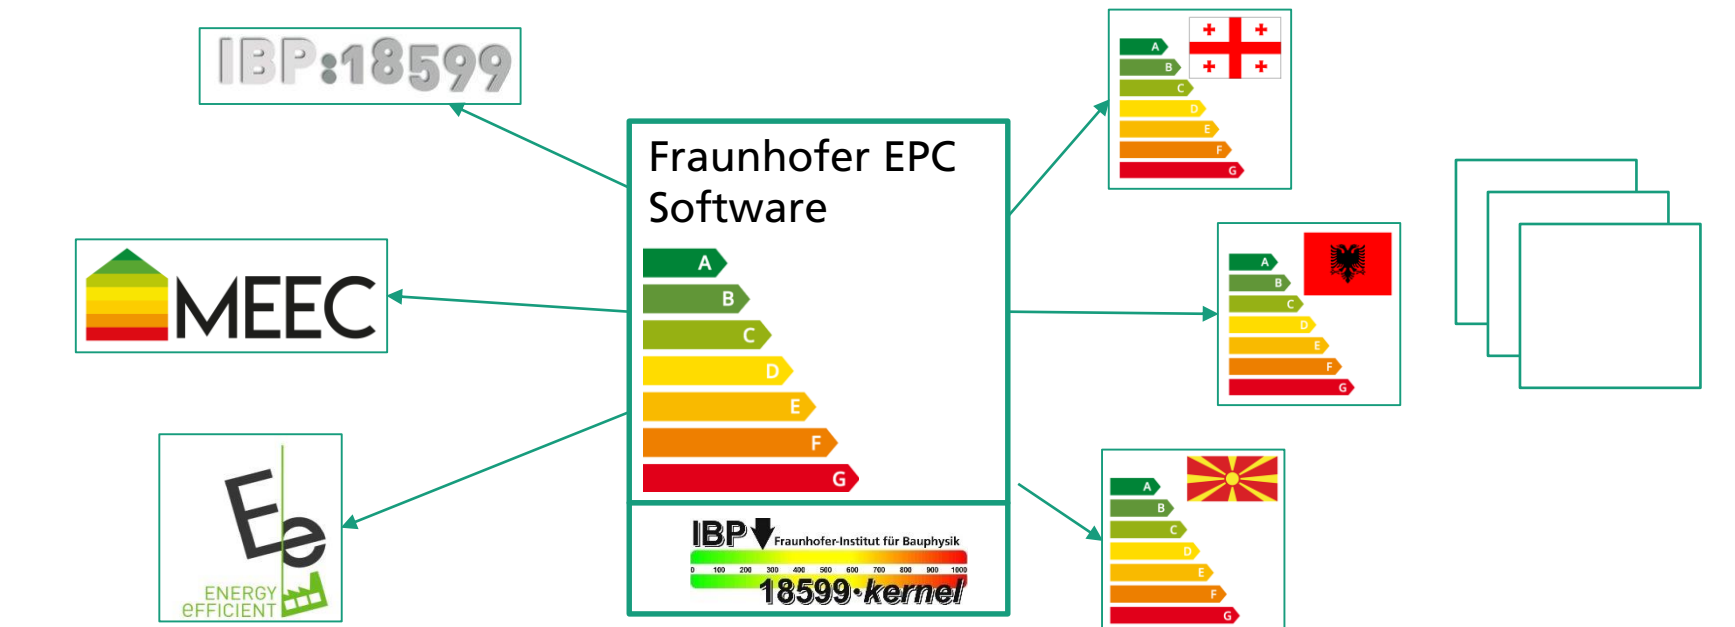 IBP:18599
MEEC
Ee
ENERGY
eFFICIENT
Fraunhofer EPC
Software
A
B
C
D
E
F
G
IBP Fraunhofer-Institut für Bauphysik
0 100 200 300 400 500 600 700 800 900 1000
18599·kernel
A
B
C
D
E
F
G
A
B
C
D
E
F
G
A
B
C
D
E
F
G